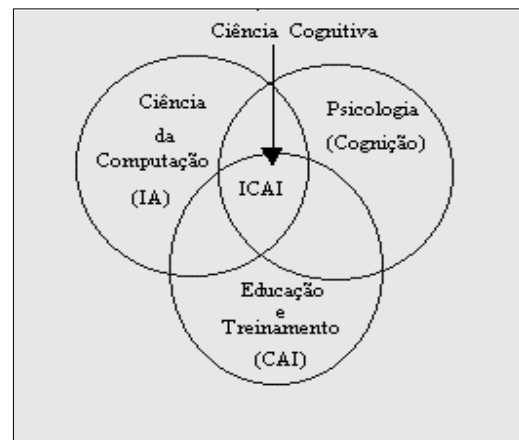 Ciência Cognitiva
Ciência
da
Computação
(IA)
Psicologia
(Cognição)
ICAI
Educação
e
Treinamento
(CAI)